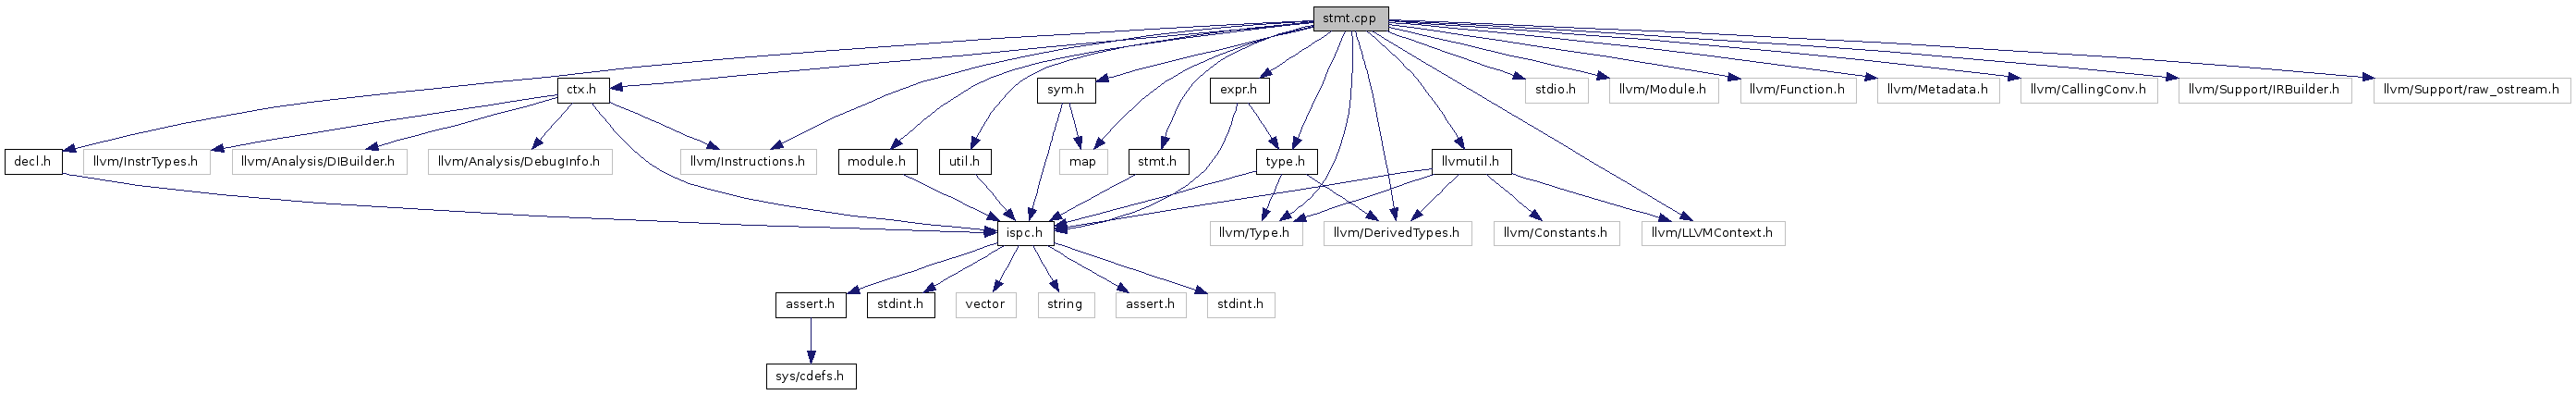 stmt.cpp
ctx.h
sym.h
expr.h
stdio.h
llvm/Module.h
llvm/Function.h
llvm/Metadata.h
llvm/CallingConv.h
llvm/Support/IRBuilder.h
llvm/Support/raw_ostream.h
decl.h
llvm/InstrTypes.h
llvm/Analysis/DIBuilder.h
llvm/Analysis/DebugInfo.h
llvm/Instructions.h
module.h
util.h
map
stmt.h
type.h
llvmutil.h
ispc.h
llvm/Type.h
llvm/DerivedTypes.h
llvm/Constants.h
llvm/LLVMContext.h
assert.h
stdint.h
vector
string
assert.h
stdint.h
sys/cdefs.h